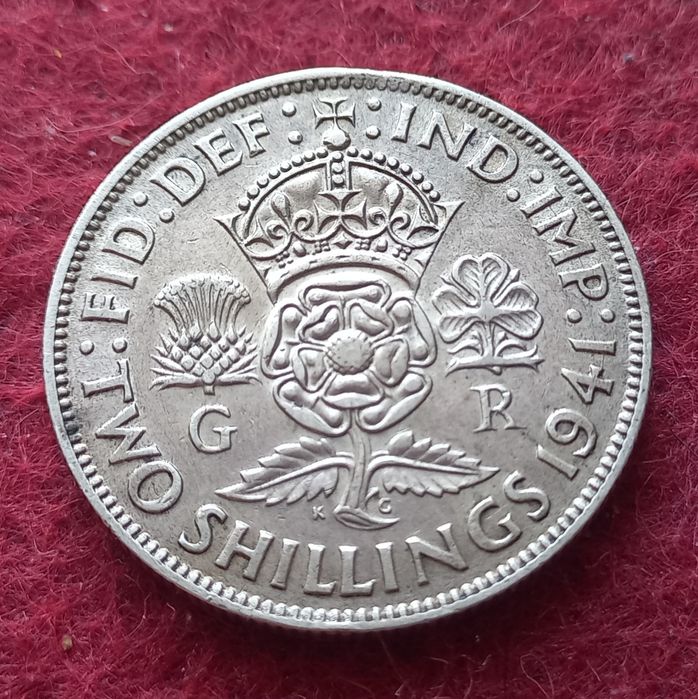 :FID:DEF:
:IND:IMP:
G R
K G
TWO SHILLINGS 1941